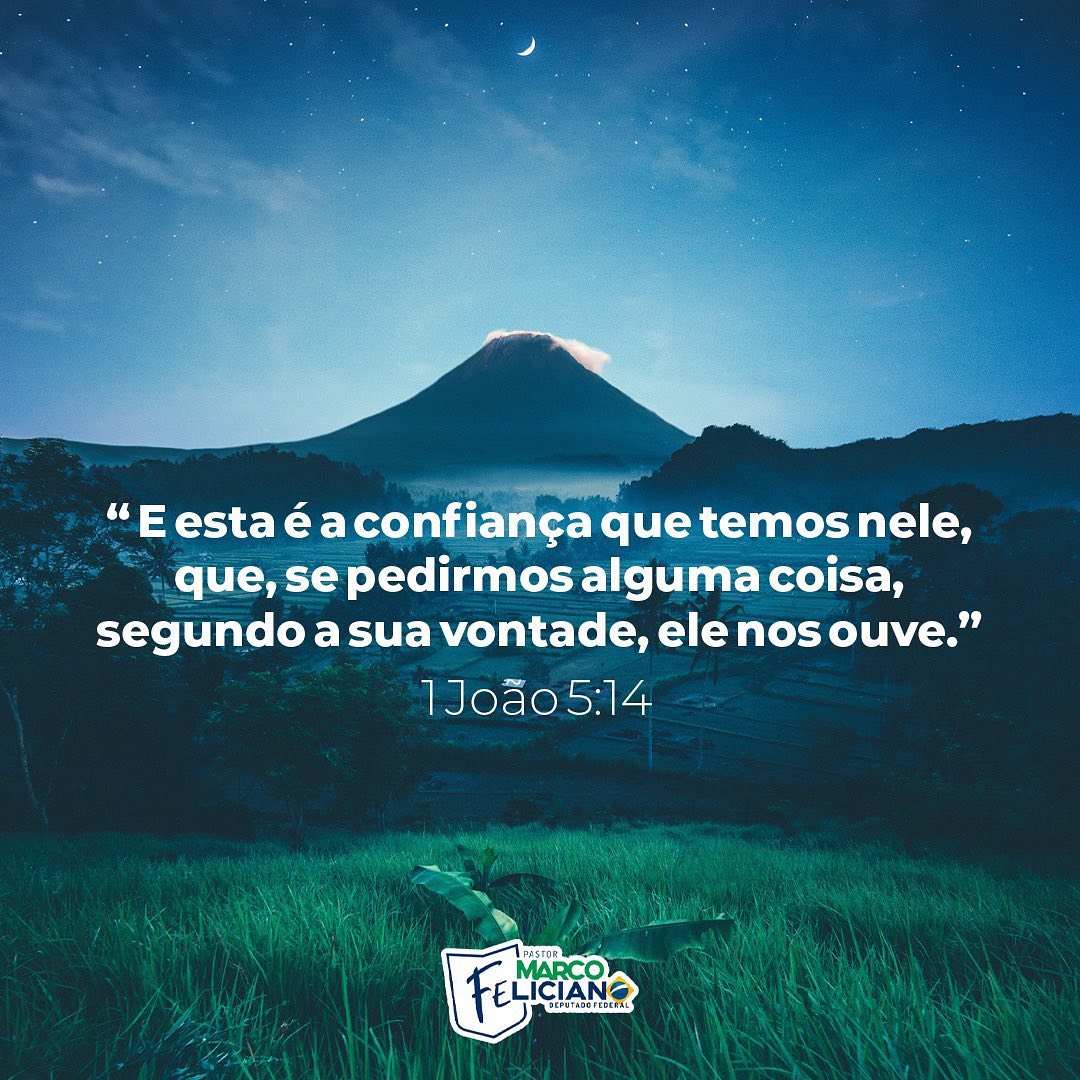 “ E esta é a confiança que temos nele,
que, se pedirmos alguma coisa,
segundo a sua vontade, ele nos ouve.”
1 João 5:14
PASTOR
MARCO
FELICIANO
DEPUTADO FEDERAL